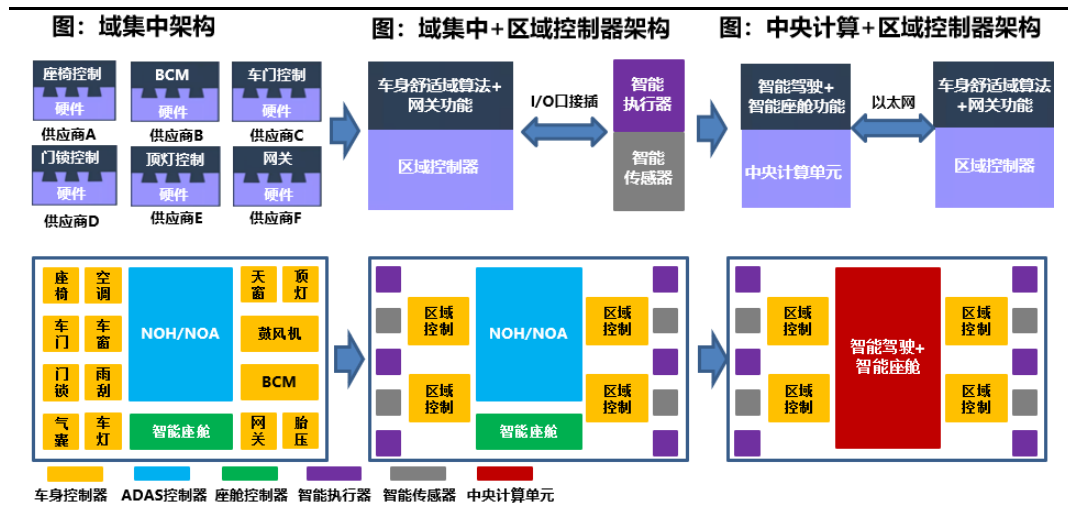 图：域集中架构
图：域集中+区域控制器架构
图：中央计算+区域控制器架构
座椅控制
硬件
供应商A
BCM
硬件
供应商B
车门控制
硬件
供应商C
门锁控制
硬件
供应商D
顶灯控制
硬件
供应商E
网关
硬件
供应商F
车身舒适域算法+
网关功能
区域控制器
I/O口接插
智能
执行器
智能
传感器
智能驾驶+
智能座舱功能
中央计算单元
以太网
车身舒适域算法
+网关功能
区域控制器
座
椅
空
调
车
门
车
窗
门
锁
雨
刮
气
囊
车
灯
NOH/NOA
智能座舱
天
窗
顶
灯
鼓风机
BCM
网
关
胎
压
区域
控制
区域
控制
NOH/NOA
智能座舱
区域
控制
区域
控制
区域
控制
区域
控制
智能驾驶+
智能座舱
区域
控制
区域
控制
车身控制器
ADAS控制器
座舱控制器
智能执行器
智能传感器
中央计算单元